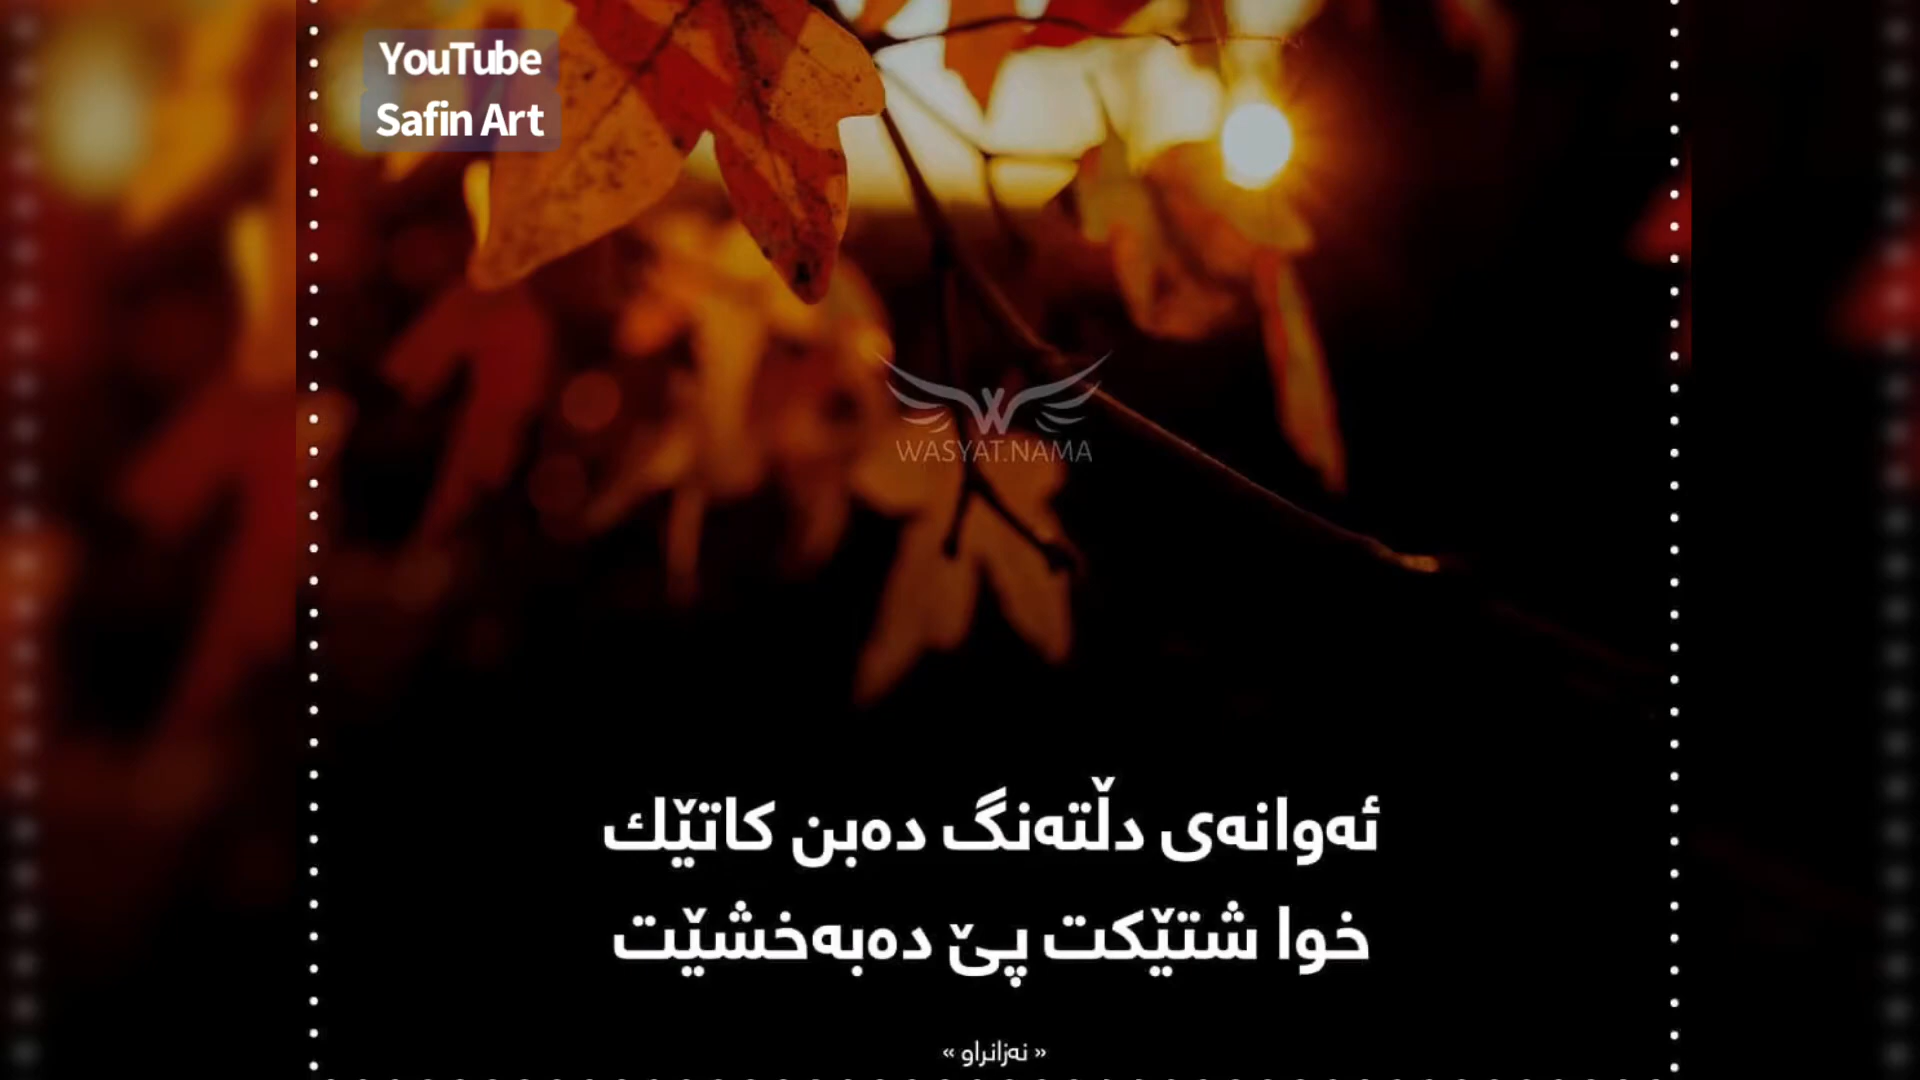 YouTube
Safin Art
WASYAT.NAMA
ئەوانەی دڵتەنگ دەبن کاتێك
خوا شتێکت پێ دەبەخشێت
« نەزانراو »